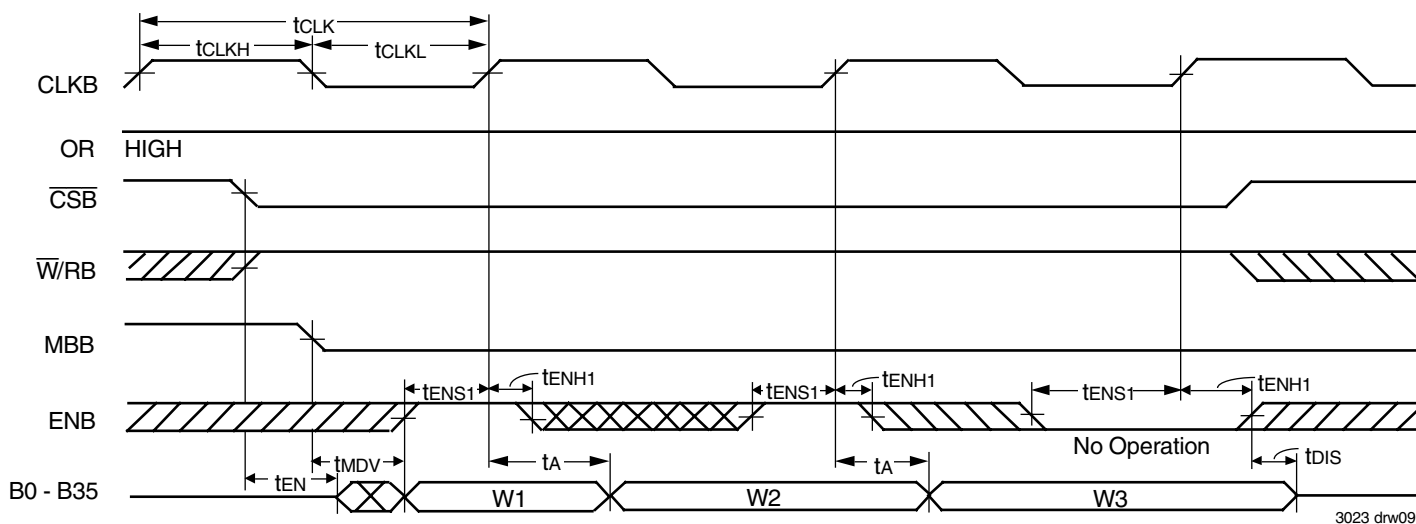 tCLK
tCLKH
tCLKL
CLKB
OR HIGH
CSB
W/RB
MBB
tENS1
tENH1
tENS1
tENH1
tENS1
tENH1
ENB
No Operation
tMDV
tA
tA
tDIS
tEN
B0 - B35
W1
W2
W3
3023 drw09